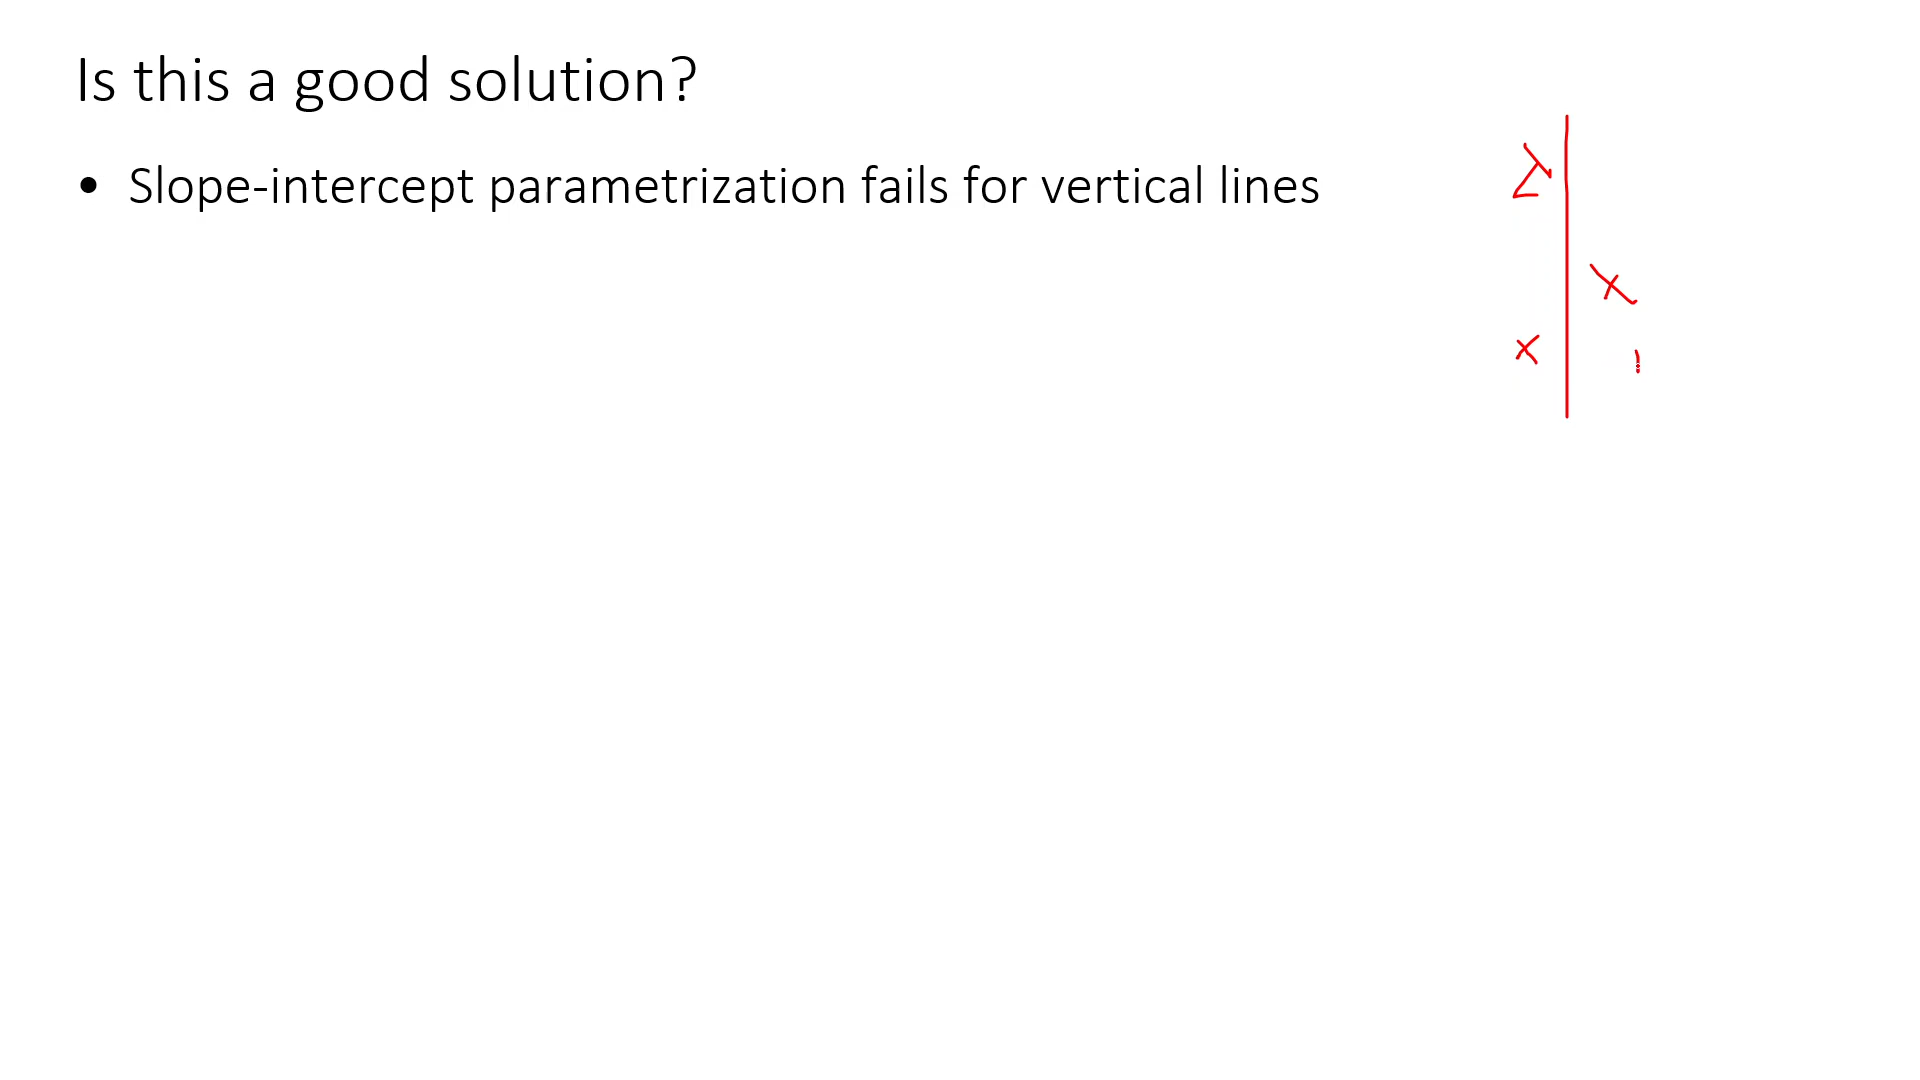 Is this a good solution?
• Slope-intercept parametrization fails for vertical lines